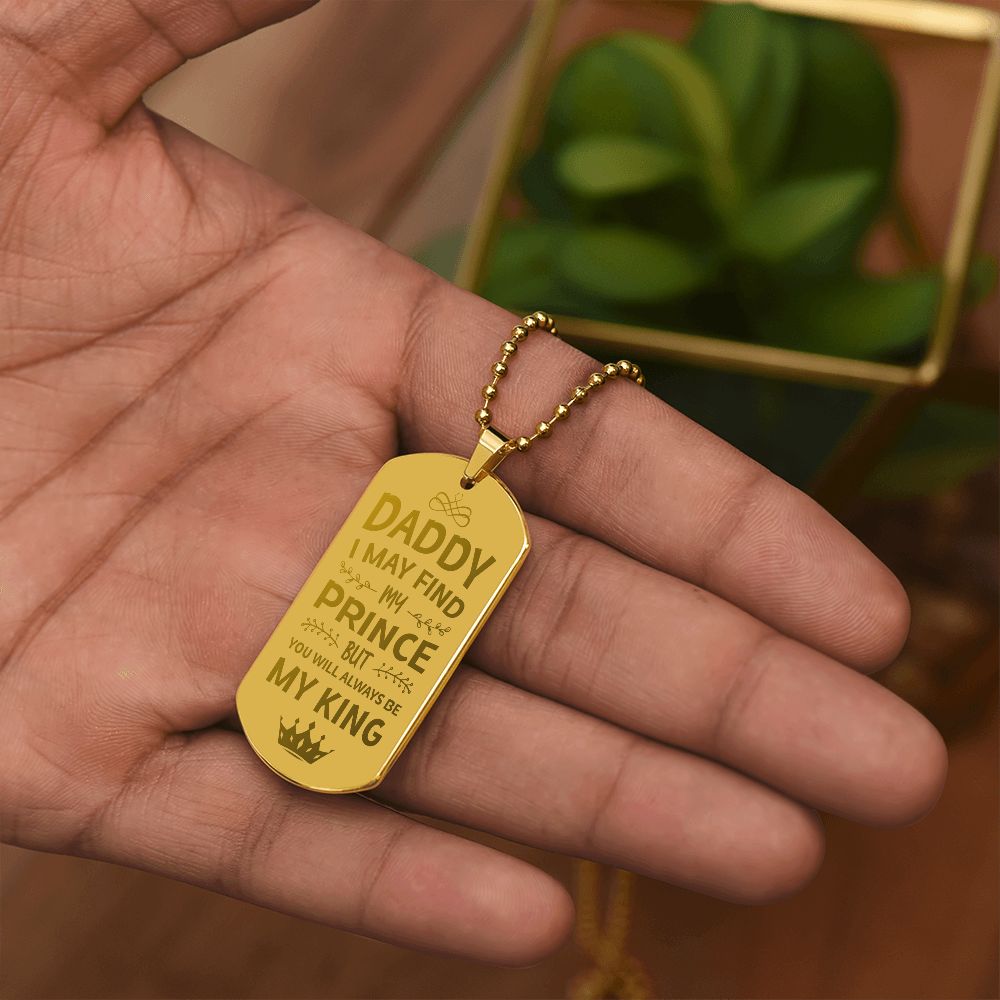 DADDY
I MAY FIND
MY
PRINCE
BUT
YOU WILL ALWAYS BE
MY KING